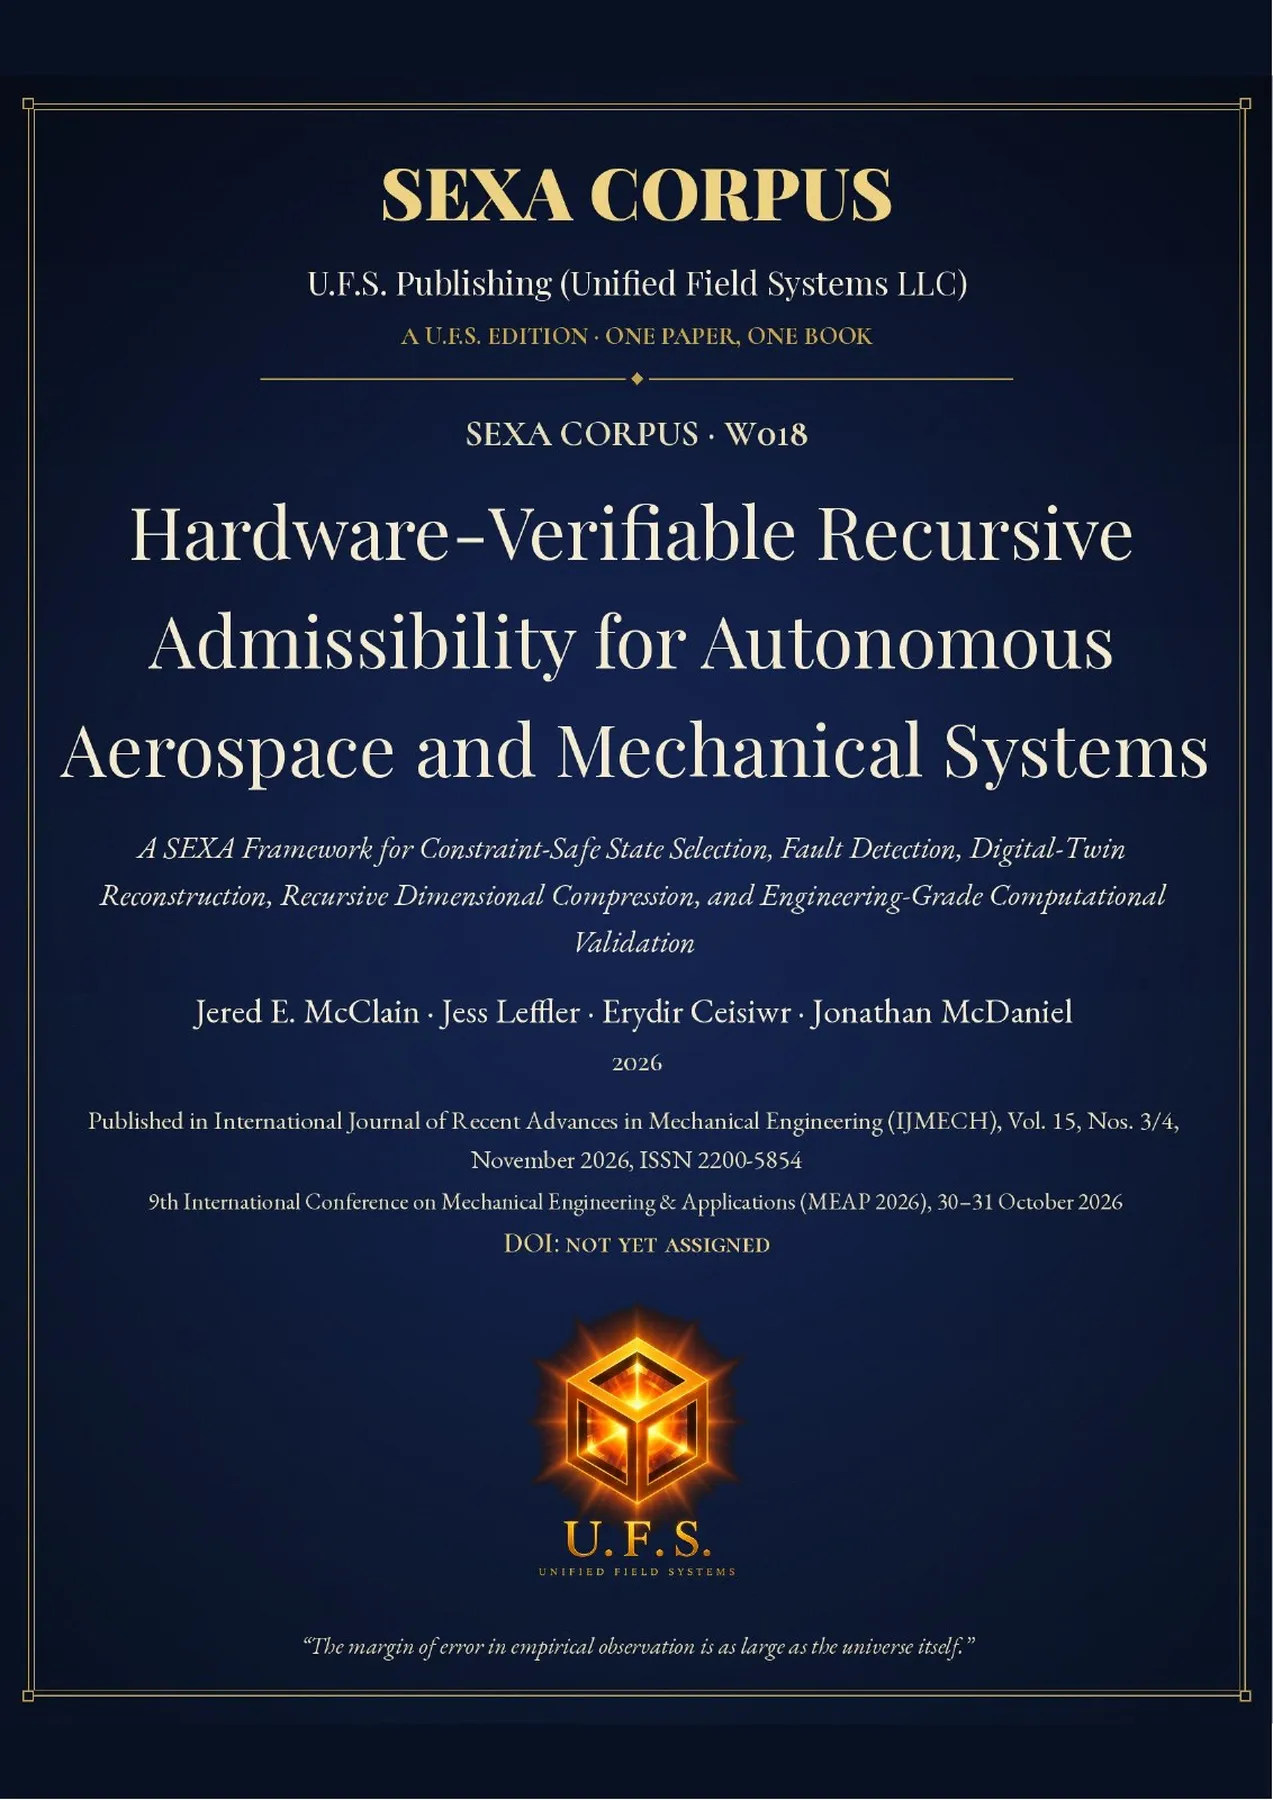 SEXA CORPUS
U.F.S. Publishing (Unified Field Systems LLC)
A U.F.S. EDITION · ONE PAPER, ONE BOOK
SEXA CORPUS · W018
Hardware-Verifiable Recursive
Admissibility for Autonomous
Aerospace and Mechanical Systems
A SEXA Framework for Constraint-Safe State Selection, Fault Detection, Digital-Twin
Reconstruction, Recursive Dimensional Compression, and Engineering-Grade Computational
Validation
Jered E. McClain · Jess Leffler · Erydir Ceisiwr · Jonathan McDaniel
2026
Published in International Journal of Recent Advances in Mechanical Engineering (IJMECH), Vol. 15, Nos. 3/4,
November 2026, ISSN 2200-5854
9th International Conference on Mechanical Engineering & Applications (MEAP 2026), 30–31 October 2026
DOI: NOT YET ASSIGNED
U.F.S.
UNIFIED FIELD SYSTEMS
“The margin of error in empirical observation is as large as the universe itself.”